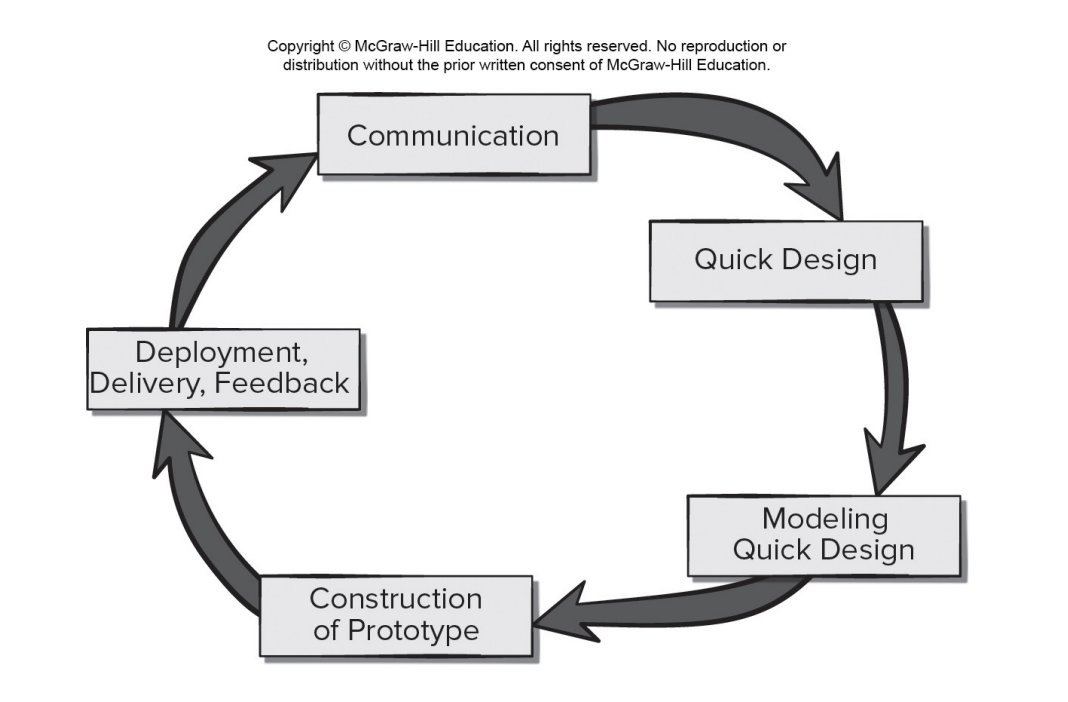 Copyright © McGraw-Hill Education. All rights reserved. No reproduction or
distribution without the prior written consent of McGraw-Hill Education.
Communication
Quick Design
Modeling
Quick Design
Construction
of Prototype
Deployment,
Delivery, Feedback